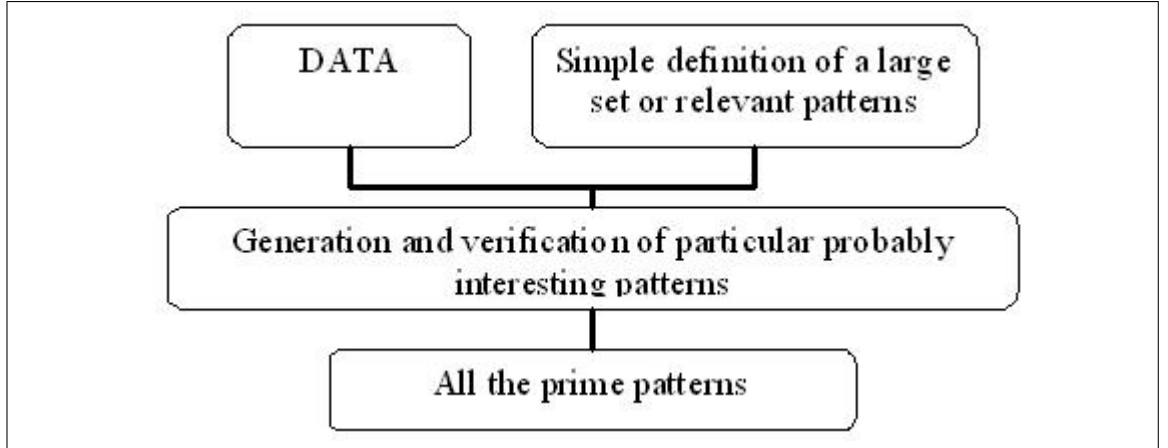 DATA
Simple definition of a large
set or relevant patterns
Generation and verification of particular probably
interesting patterns
All the prime patterns